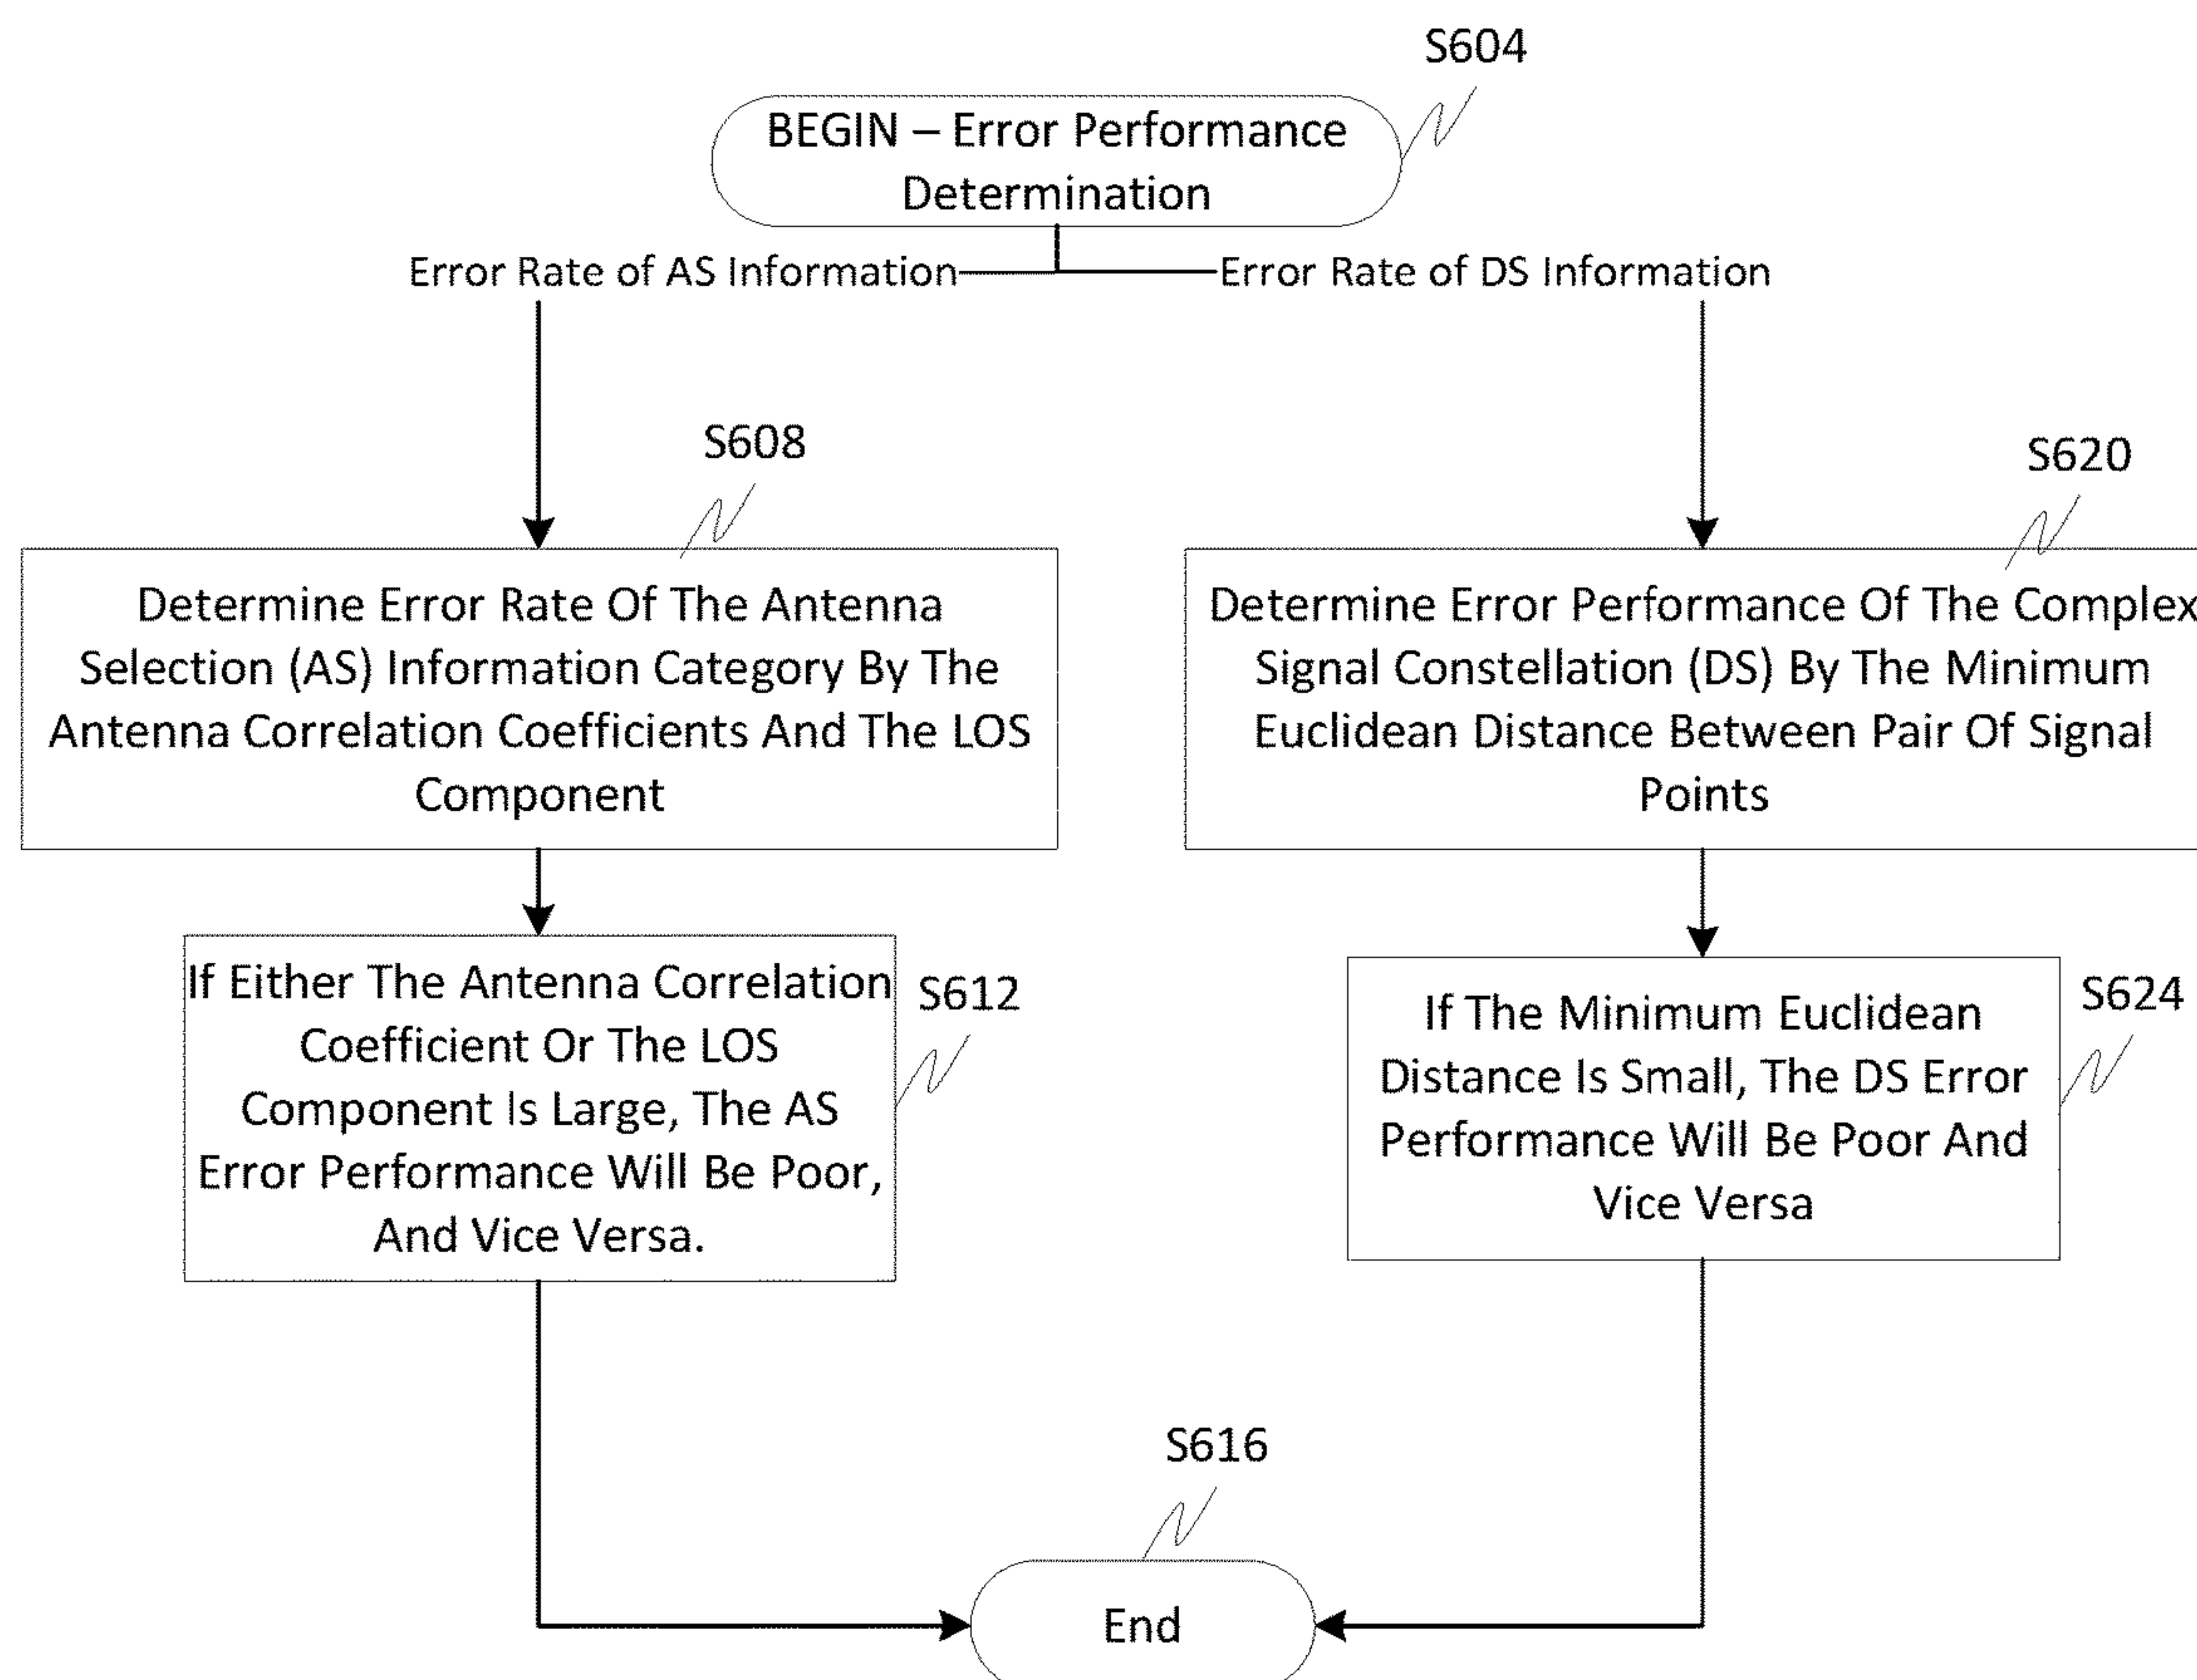 S604
BEGIN – Error Performance
Determination
Error Rate of AS Information
Error Rate of DS Information
S608
Determine Error Rate Of The Antenna
Selection (AS) Information Category By The
Antenna Correlation Coefficients And The LOS
Component
S620
Determine Error Performance Of The Complex
Signal Constellation (DS) By The Minimum
Euclidean Distance Between Pair Of Signal
Points
If Either The Antenna Correlation
Coefficient Or The LOS
Component Is Large, The AS
Error Performance Will Be Poor,
And Vice Versa.
S612
If The Minimum Euclidean
Distance Is Small, The DS Error
Performance Will Be Poor And
Vice Versa
S624
S616
End